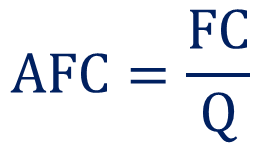 AFC = FC / Q